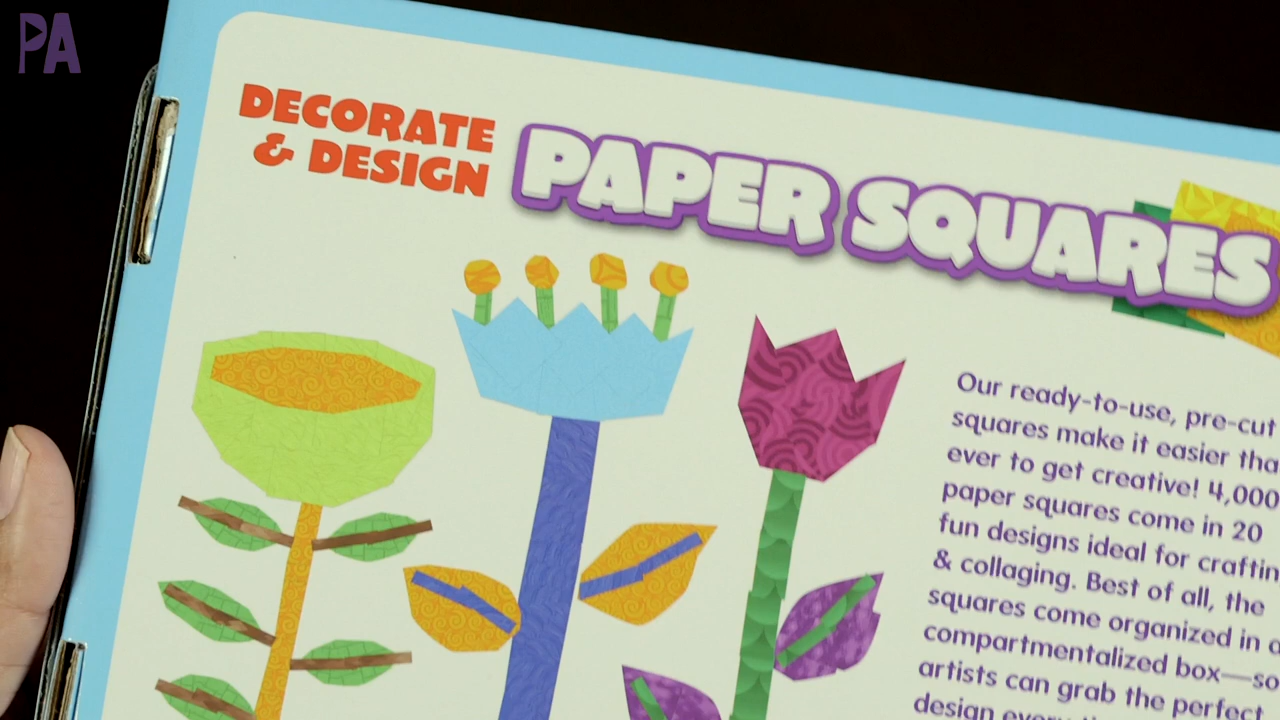 PA
DECORATE
& DESIGN
PAPER SQUARES
Our ready-to-use, pre-cut
squares make it easier
ever to get creative! 4,000
paper squares come in 20
fun designs ideal for
& collaging. Best of all, the
squares come organized in a
compartmentalized box—so
artists can grab the perfect
design